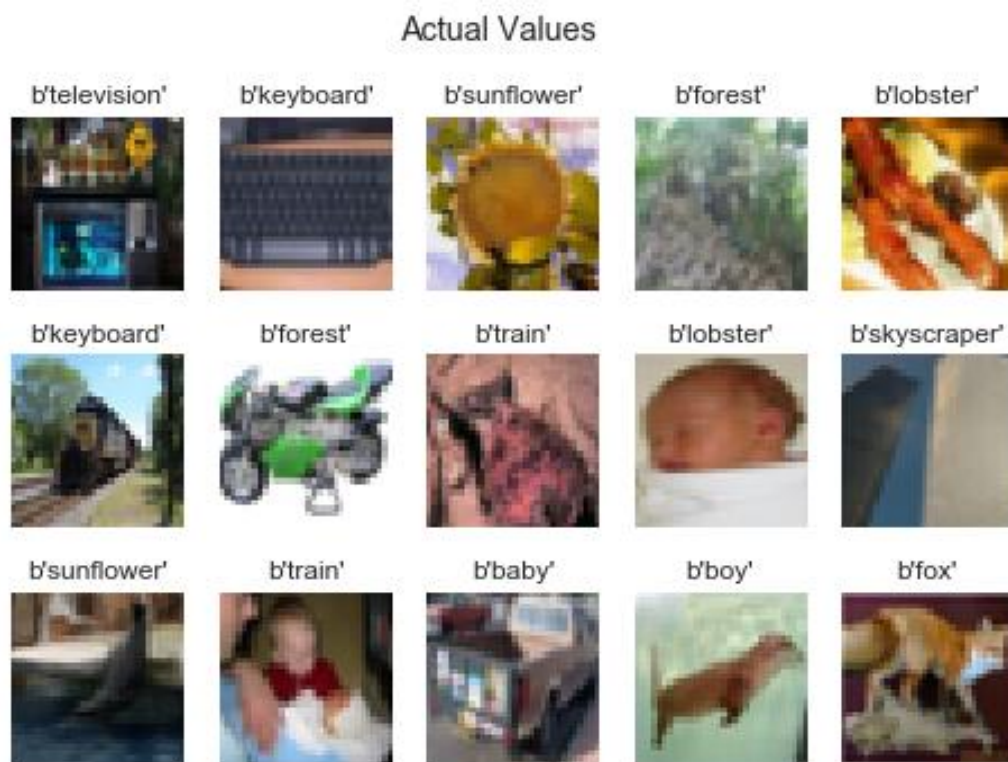 Actual Values
b'television' b'keyboard' b'sunflower' b'forest' b'lobster'
b'keyboard' b'forest' b'train' b'lobster' b'skyscraper'
b'sunflower' b'train' b'baby' b'boy' b'fox'